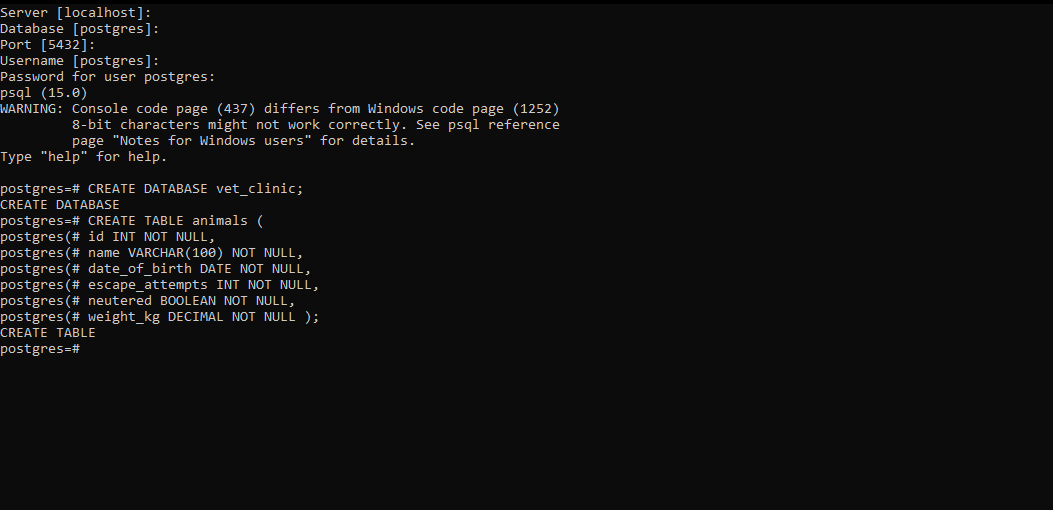 Server [localhost]:
Database [postgres]:
Port [5432]:
Username [postgres]:
Password for user postgres:
psql (15.0)
WARNING: Console code page (437) differs from Windows code page (1252)
         8-bit characters might not work correctly. See psql reference
         page "Notes for Windows users" for details.
Type "help" for help.

postgres=# CREATE DATABASE vet_clinic;
CREATE DATABASE
postgres=# CREATE TABLE animals (
postgres(# id INT NOT NULL,
postgres(# name VARCHAR(100) NOT NULL,
postgres(# date_of_birth DATE NOT NULL,
postgres(# escape_attempts INT NOT NULL,
postgres(# neutered BOOLEAN NOT NULL,
postgres(# weight_kg DECIMAL NOT NULL );
CREATE TABLE
postgres=#